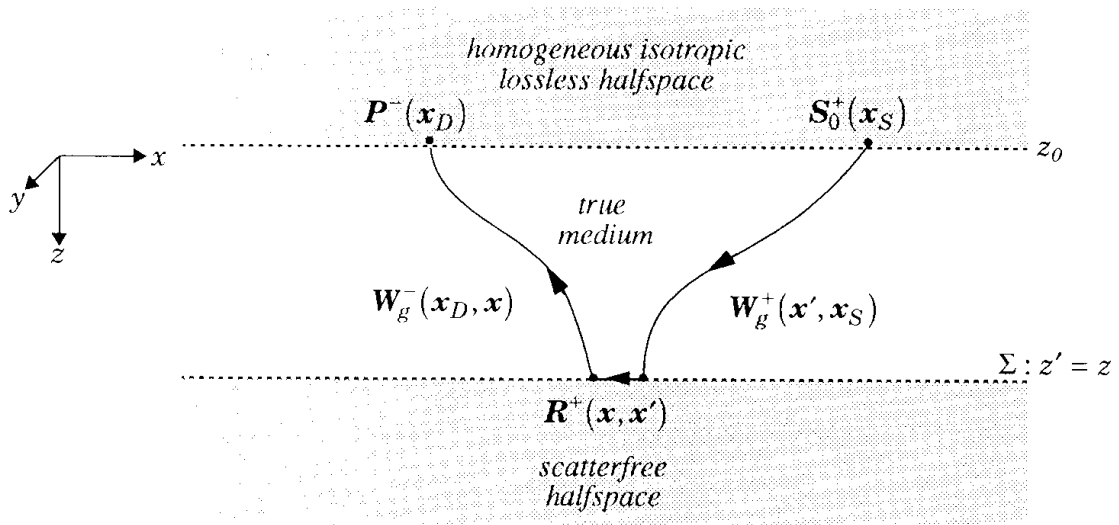 homogeneous isotropic
lossless halfspace
P⁻(x_D)
S₀⁺(x_S)
x
z₀
y
z
true
medium
W_g⁻(x_D, x)
W_g⁺(x', x_S)
Σ : z' = z
R⁺(x, x')
scatterfree
halfspace